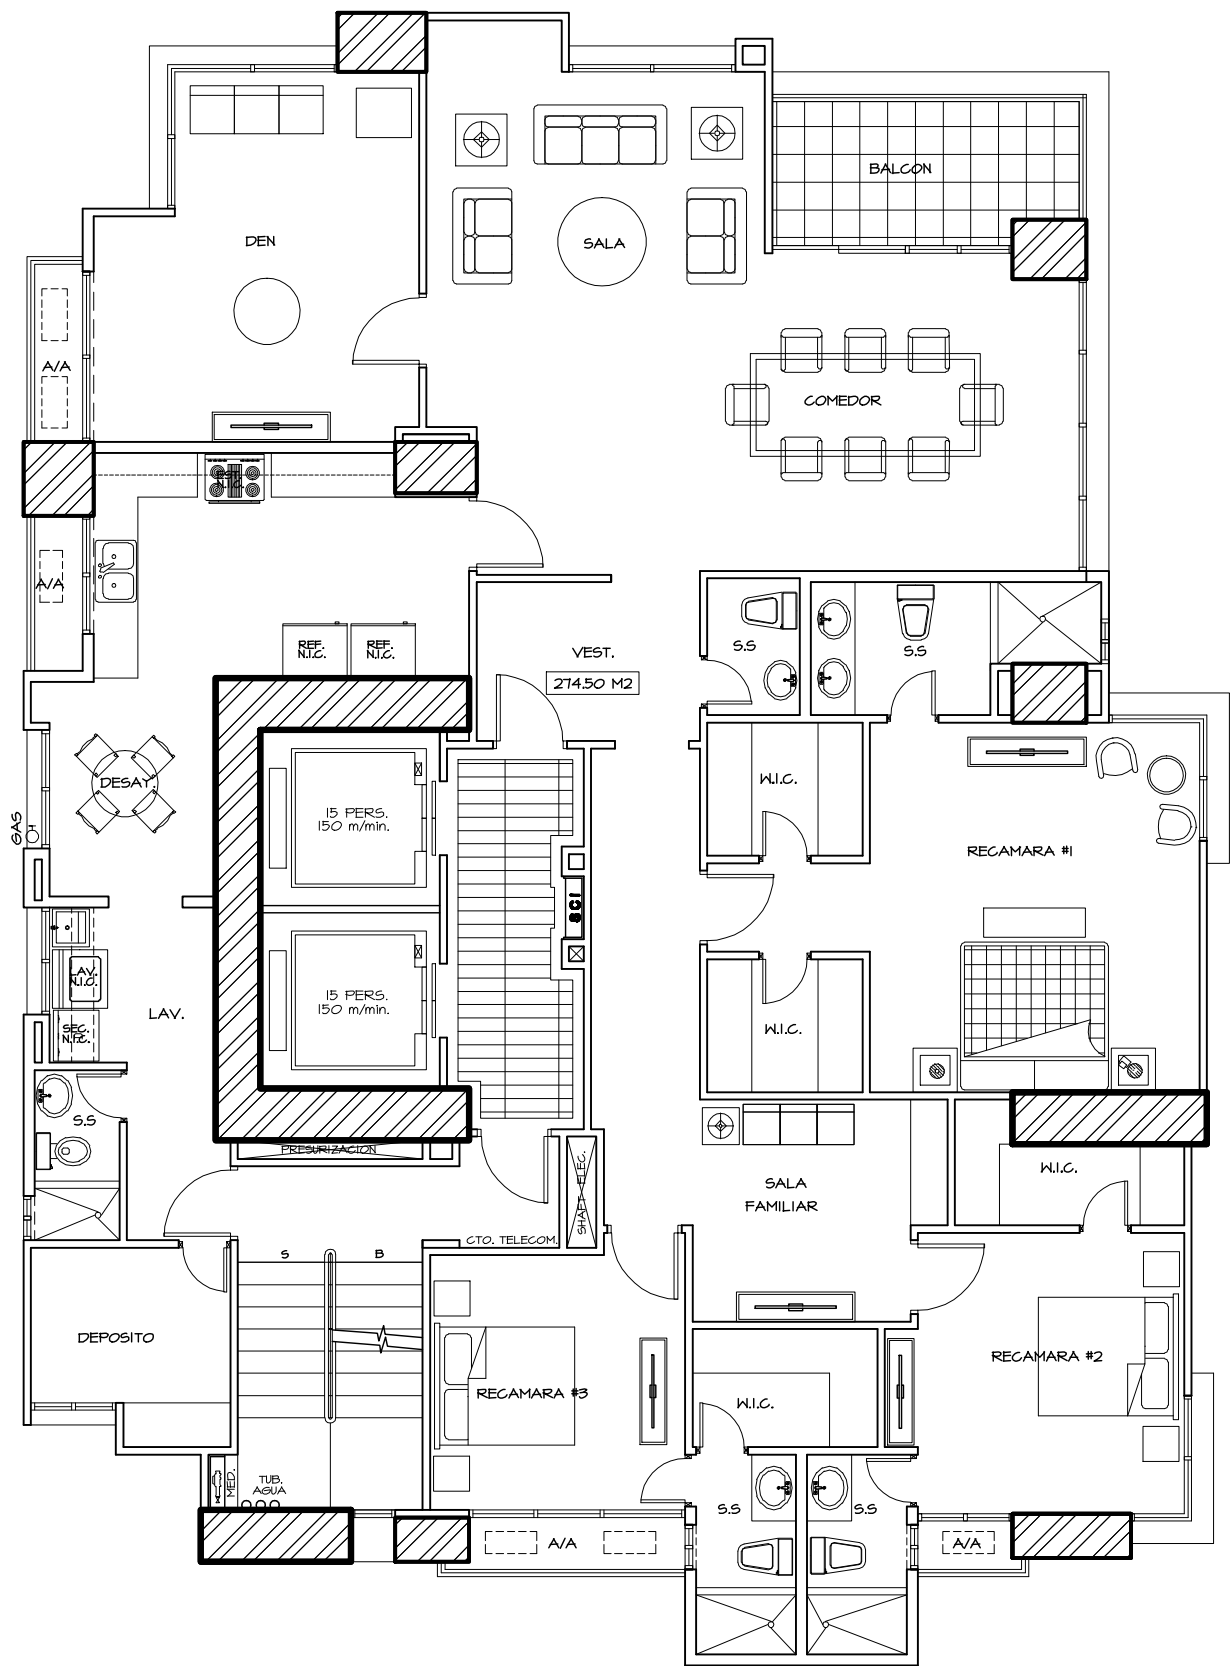 BALCON
DEN
SALA
A/A
COMEDOR
EST.
N.I.C.
A/A
REF.
N.I.C.
REF.
N.I.C.
VEST.
274.50 M2
S.S
S.S
W.I.C.
DESAY.
GAS
15 PERS.
150 m/min.
RECAMARA #1
SCI
LAV.
N.I.C.
15 PERS.
150 m/min.
LAV.
SEC.
N.I.C.
W.I.C.
S.S
PRESURIZACION
SHAFT ELEC.
SALA
FAMILIAR
W.I.C.
CTO. TELECOM.
S
B
DEPOSITO
RECAMARA #3
W.I.C.
RECAMARA #2
MED.
TUB.
AGUA
S.S
S.S
A/A
A/A